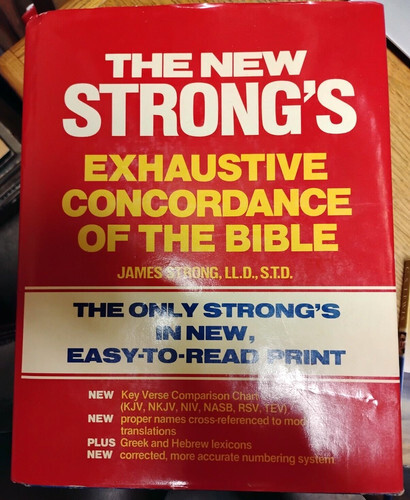 THE NEW
STRONG'S
EXHAUSTIVE
CONCORDANCE
OF THE BIBLE
JAMES STRONG, LL.D., S.T.D.
THE ONLY STRONG'S
IN NEW,
EASY-TO-READ PRINT
NEW Key Verse Comparison
(KJV, NKJV, NIV, NASB, RSV, TEV)
NEW proper names cross-referenced to
translations
PLUS Greek and Hebrew lexicons
NEW corrected, more accurate numbering system